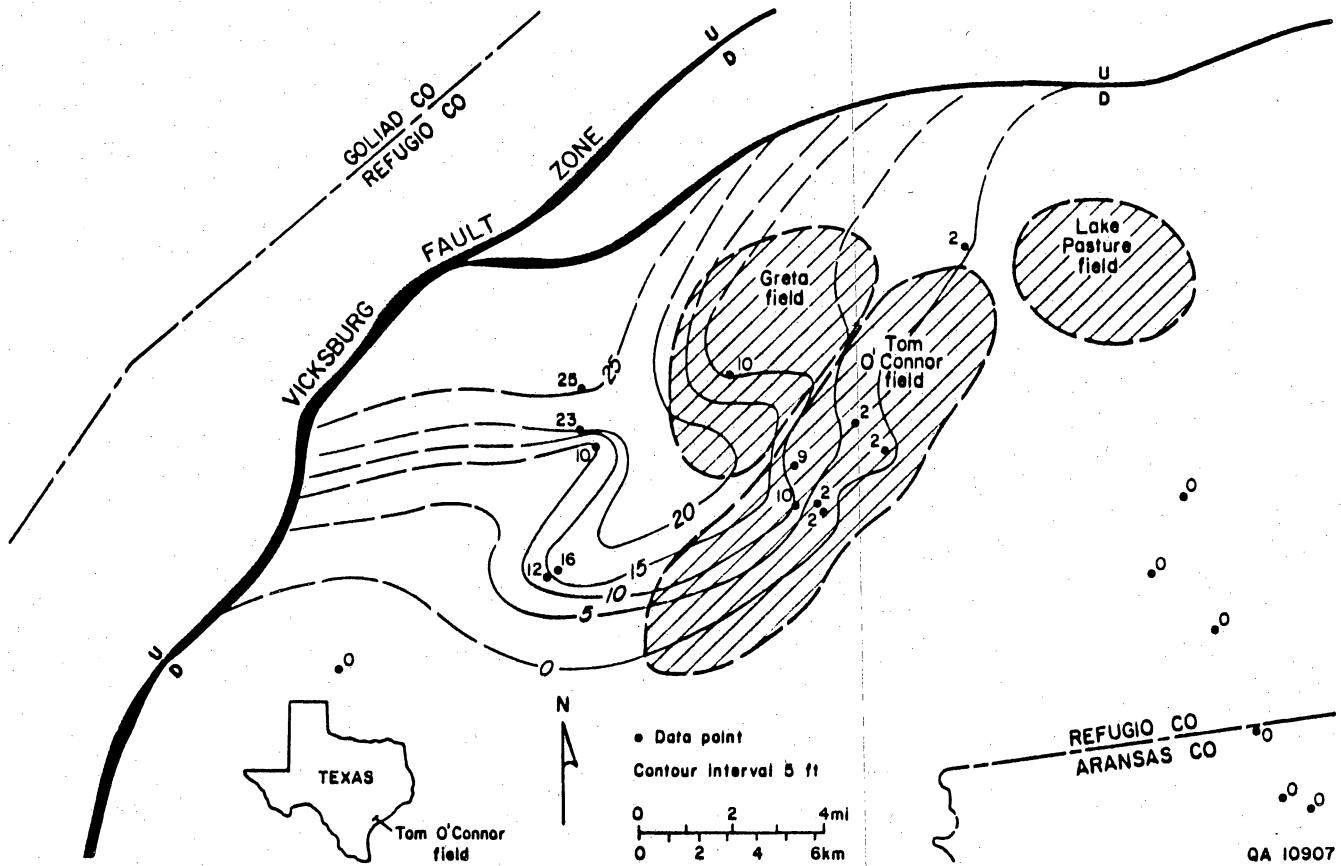 GOLIAD CO
REFUGIO CO
VICKSBURG FAULT ZONE
U
D
U
D
U
D
Greta
field
Lake
Pasture
field
Tom
O'Connor
field
2
10
25
25
23
10
2
2
9
10
2
2
20
16
12
15
10
5
0
0
0
0
0
N
TEXAS
Tom O'Connor
field
Data point
Contour interval 5 ft
0 2 4mi
0 2 4 6km
REFUGIO CO
ARANSAS CO
0
0
0
QA 10907